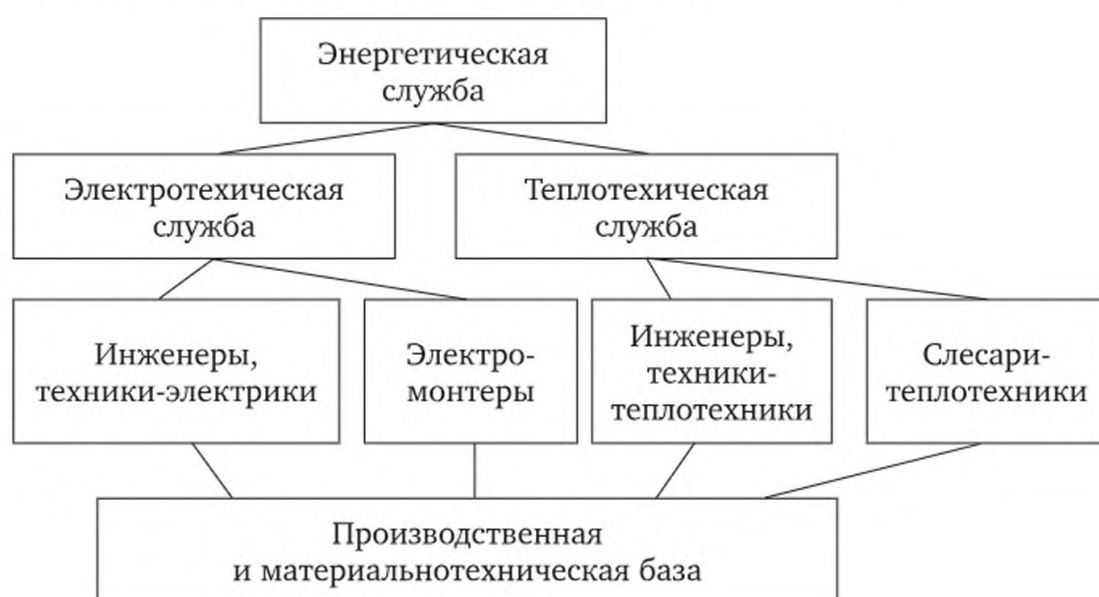 Энергетическая
служба
Электротехическая
служба
Теплотехическая
служба
Инженеры,
техники-электрики
Электро-
монтеры
Инженеры,
техники-
теплотехники
Слесари-
теплотехники
Производственная
и материальнотехническая база